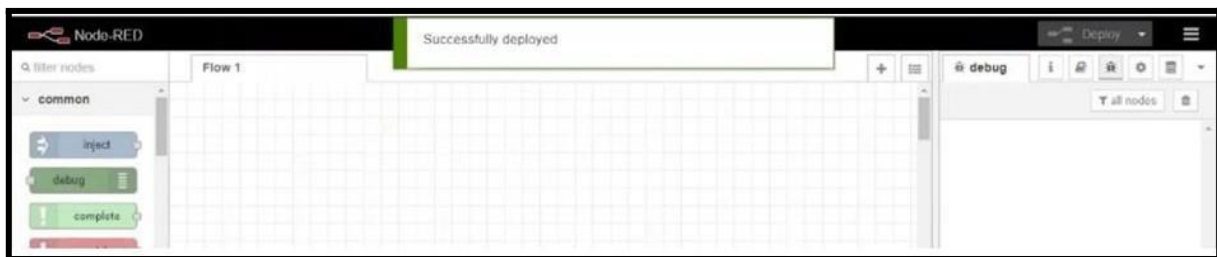 Node-RED
Successfully deployed
Deploy
filter nodes
Flow 1
debug
i
all nodes
common
inject
debug
complete